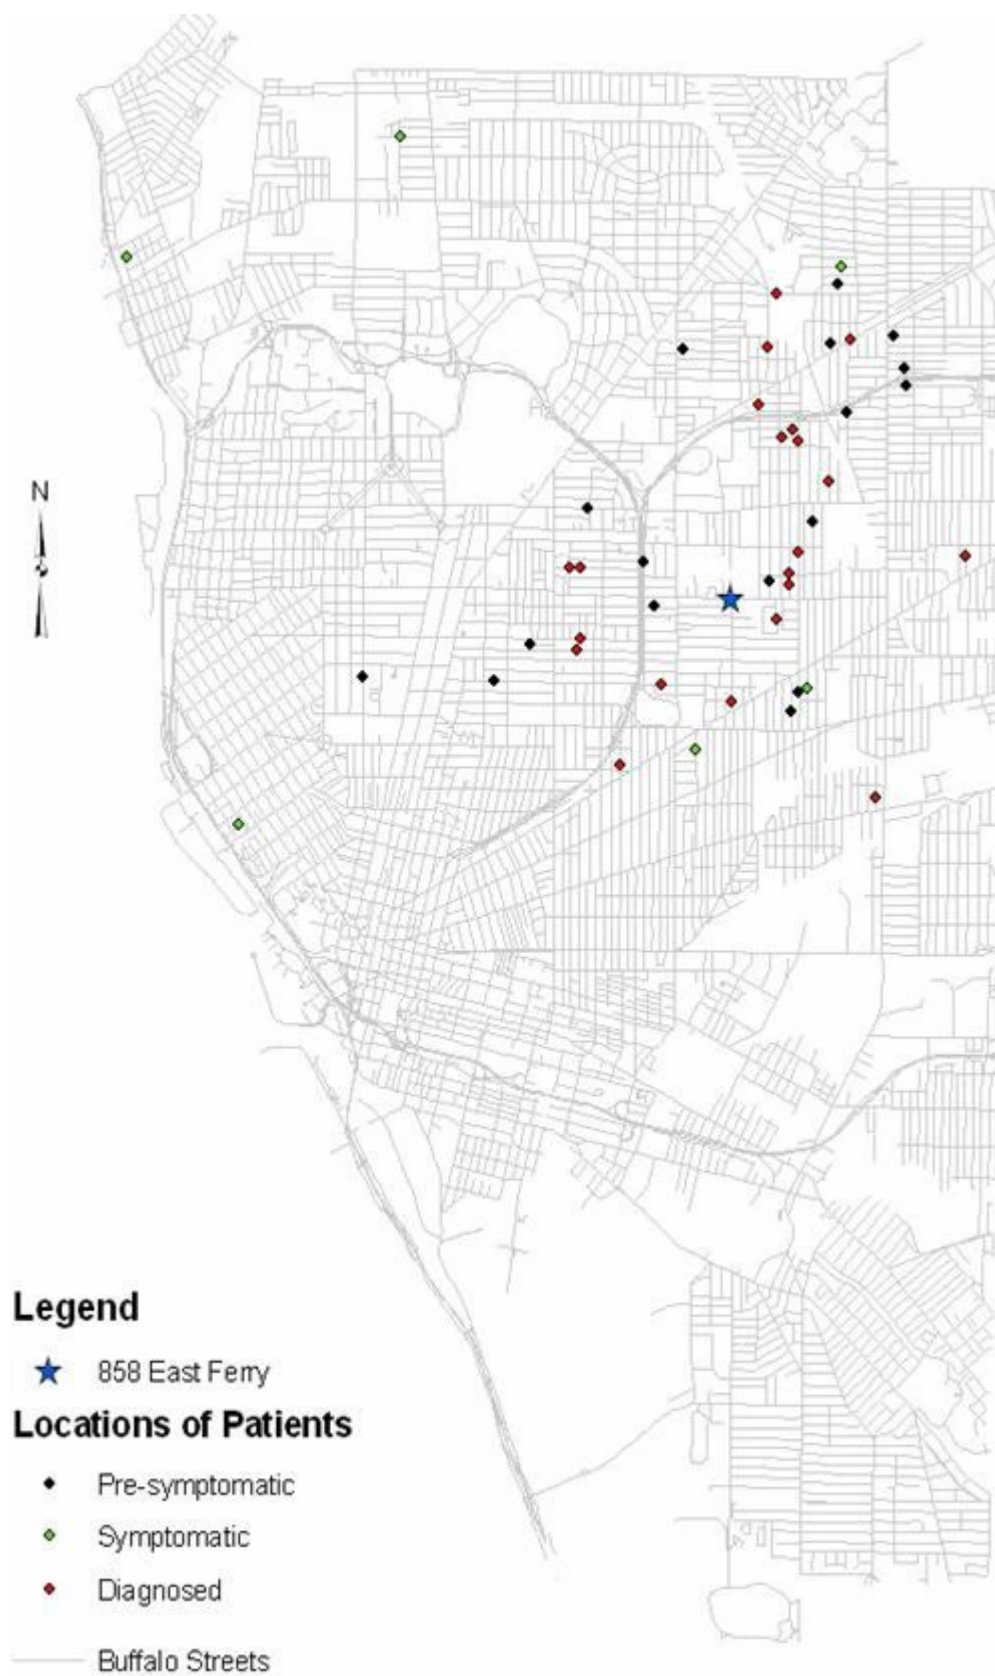 N
Legend
858 East Ferry
Locations of Patients
Pre-symptomatic
Symptomatic
Diagnosed
Buffalo Streets